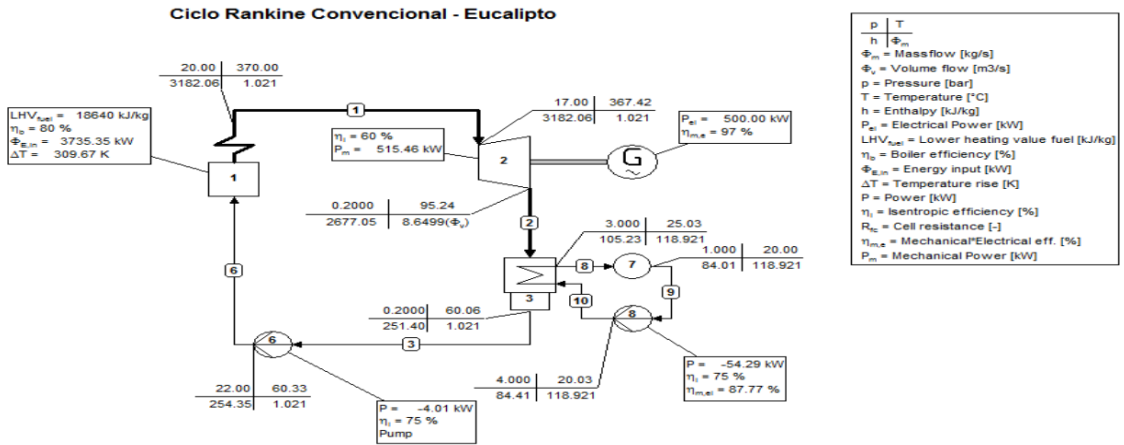 Ciclo Rankine Convencional - Eucalipto
p T
h Φm
Φm = Massflow [kg/s]
Φv = Volume flow [m3/s]
p = Pressure [bar]
T = Temperature [°C]
h = Enthalpy [kJ/kg]
Pel = Electrical Power [kW]
LHVfuel = Lower heating value fuel [kJ/kg]
ηb = Boiler efficiency [%]
ΦE,in = Energy input [kW]
ΔT = Temperature rise [K]
P = Power [kW]
ηi = Isentropic efficiency [%]
Rfc = Cell resistance [-]
ηm,e = Mechanical*Electrical eff. [%]
Pm = Mechanical Power [kW]
20.00 370.00
3182.06 1.021
LHVfuel = 18640 kJ/kg
ηb = 80 %
ΦE,in = 3735.35 kW
ΔT = 309.67 K
1
1
17.00 367.42
3182.06 1.021
ηi = 60 %
Pm = 515.46 kW
2
G
~
Pel = 500.00 kW
ηm,e = 97 %
0.2000 95.24
2677.05 8.6499(Φv)
2
3.000 25.03
105.23 118.921
1.000 20.00
84.01 118.921
8
7
9
10
3
8
6
0.2000 60.06
251.40 1.021
3
6
22.00 60.33
254.35 1.021
P = -4.01 kW
ηi = 75 %
Pump
4.000 20.03
84.41 118.921
P = -54.29 kW
ηi = 75 %
ηm,el = 87.77 %